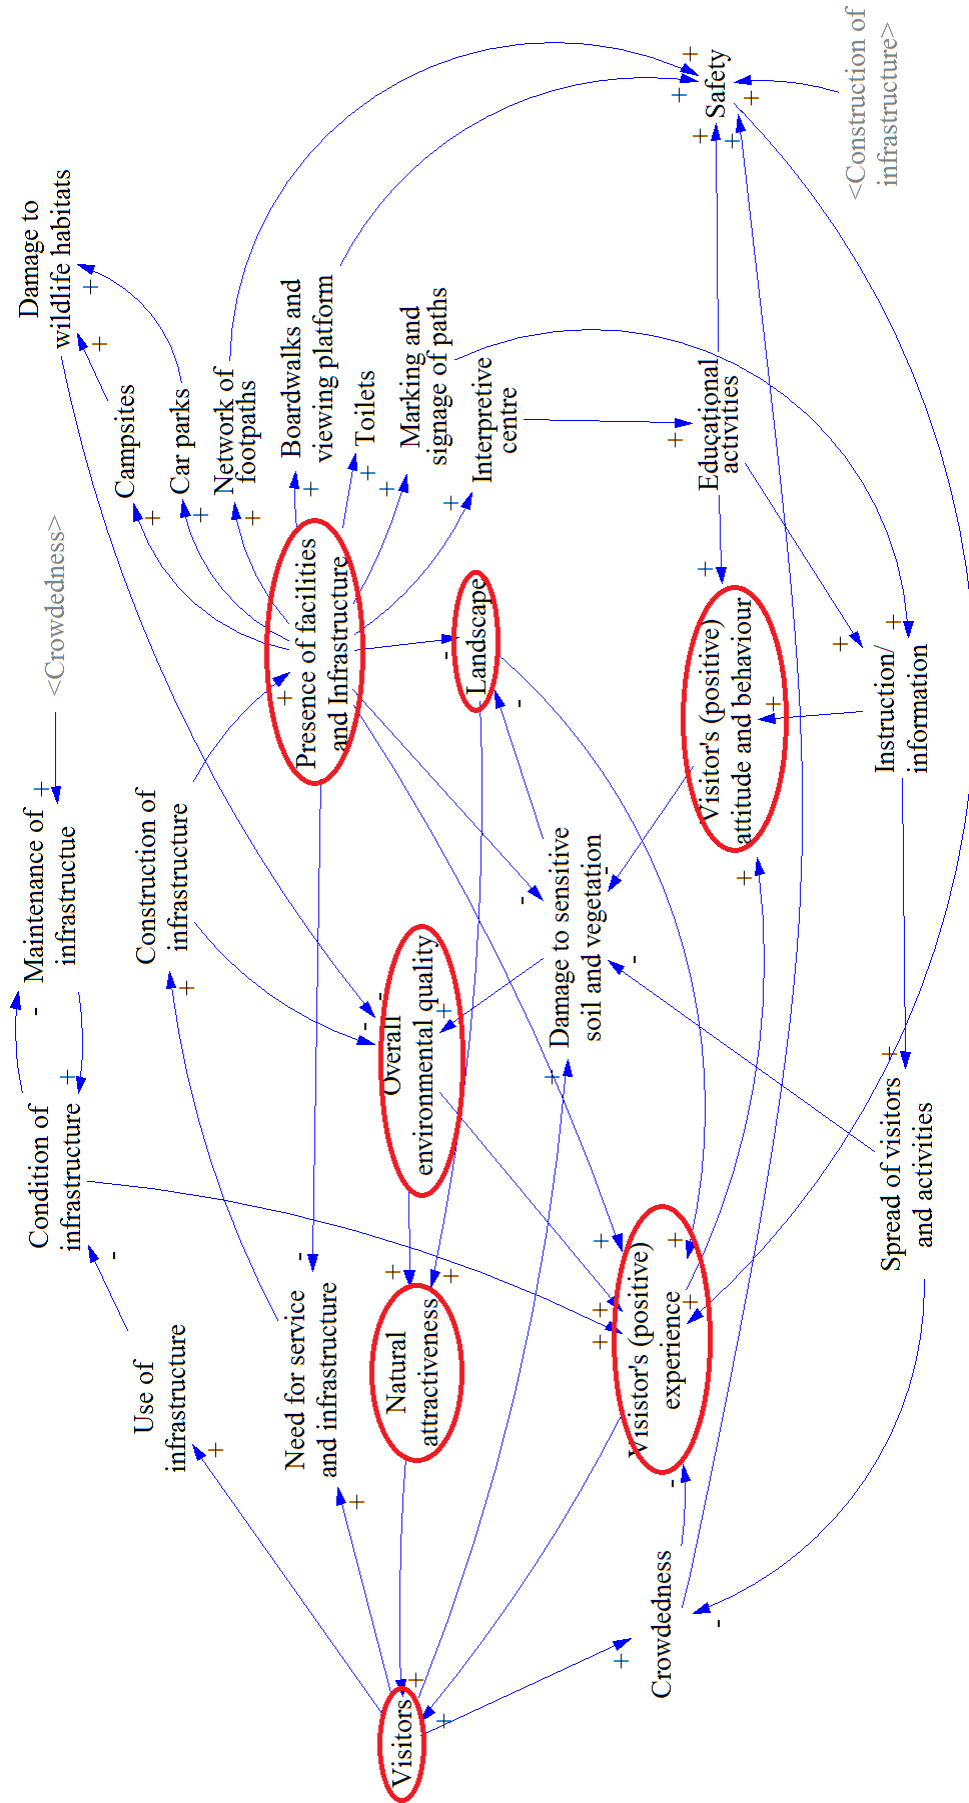 Damage to
wildlife habitats
Campsites
Car parks
Network of
footpaths
Boardwalks and
viewing platform
Toilets
Marking and
signage of paths
Interpretive
centre
Safety
<Construction of
infrastructure>
Educational
activities
<Crowdedness>
Presence of facilities
and Infrastructure
Landscape
Visitor's (positive)
attitude and behaviour
Instruction/
information
Maintenance of
infrastructue
Construction of
infrastructure
Overall
environmental quality
Damage to sensitive
soil and vegetation
Condition of
infrastructure
Spread of visitors
and activities
Use of
infrastructure
Need for service
and infrastructure
Natural
attractiveness
Visistor's (positive)
experience
Visitors
Crowdedness